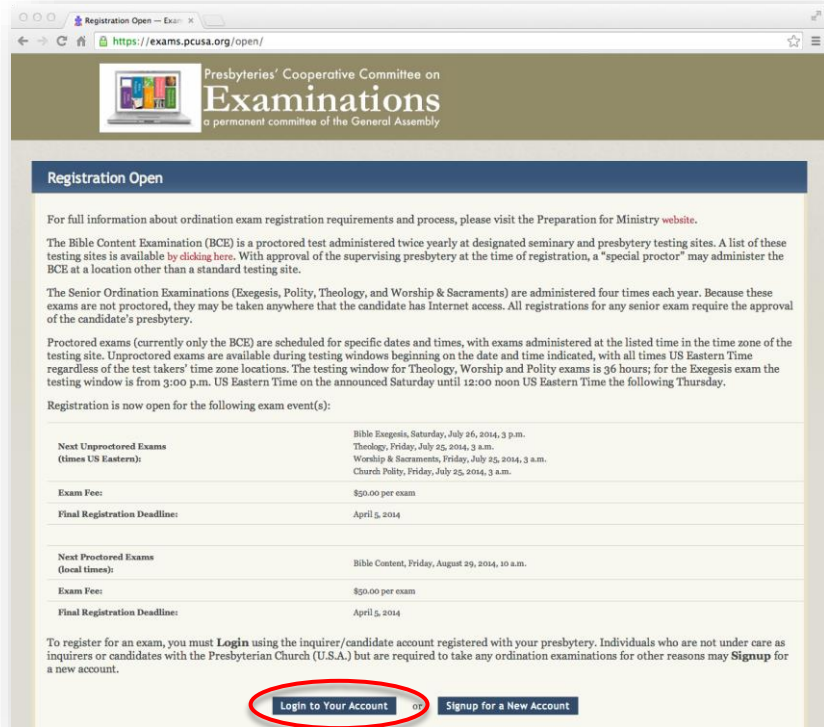 Registration Open — Exam
https://exams.pcusa.org/open/
Presbyteries' Cooperative Committee on
Examinations
a permanent committee of the General Assembly
Registration Open
For full information about ordination exam registration requirements and process, please visit the Preparation for Ministry website.
The Bible Content Examination (BCE) is a proctored test administered twice yearly at designated seminary and presbytery testing sites. A list of these
testing sites is available by clicking here. With approval of the supervising presbytery at the time of registration, a "special proctor" may administer the
BCE at a location other than a standard testing site.
The Senior Ordination Examinations (Exegesis, Polity, Theology, and Worship & Sacraments) are administered four times each year. Because these
exams are not proctored, they may be taken anywhere that the candidate has Internet access. All registrations for any senior exam require the approval
of the candidate's presbytery.
Proctored exams (currently only the BCE) are scheduled for specific dates and times, with exams administered at the listed time in the time zone of the
testing site. Unproctored exams are available during testing windows beginning on the date and time indicated, with all times US Eastern Time
regardless of the test takers' time zone locations. The testing window for Theology, Worship and Polity exams is 36 hours; for the Exegesis exam the
testing window is from 3:00 p.m. US Eastern Time on the announced Saturday until 12:00 noon US Eastern Time the following Thursday.
Registration is now open for the following exam event(s):
Next Unproctored Exams
(times US Eastern):
Bible Exegesis, Saturday, July 26, 2014, 3 p.m.
Theology, Friday, July 25, 2014, 3 a.m.
Worship & Sacraments, Friday, July 25, 2014, 3 a.m.
Church Polity, Friday, July 25, 2014, 3 a.m.
Exam Fee: $50.00 per exam
Final Registration Deadline: April 5, 2014
Next Proctored Exams
(local times):
Bible Content, Friday, August 29, 2014, 10 a.m.
Exam Fee: $50.00 per exam
Final Registration Deadline: April 5, 2014
To register for an exam, you must Login using the inquirer/candidate account registered with your presbytery. Individuals who are not under care as
inquirers or candidates with the Presbyterian Church (U.S.A.) but are required to take any ordination examinations for other reasons may Signup for
a new account.
Login to Your Account or Signup for a New Account